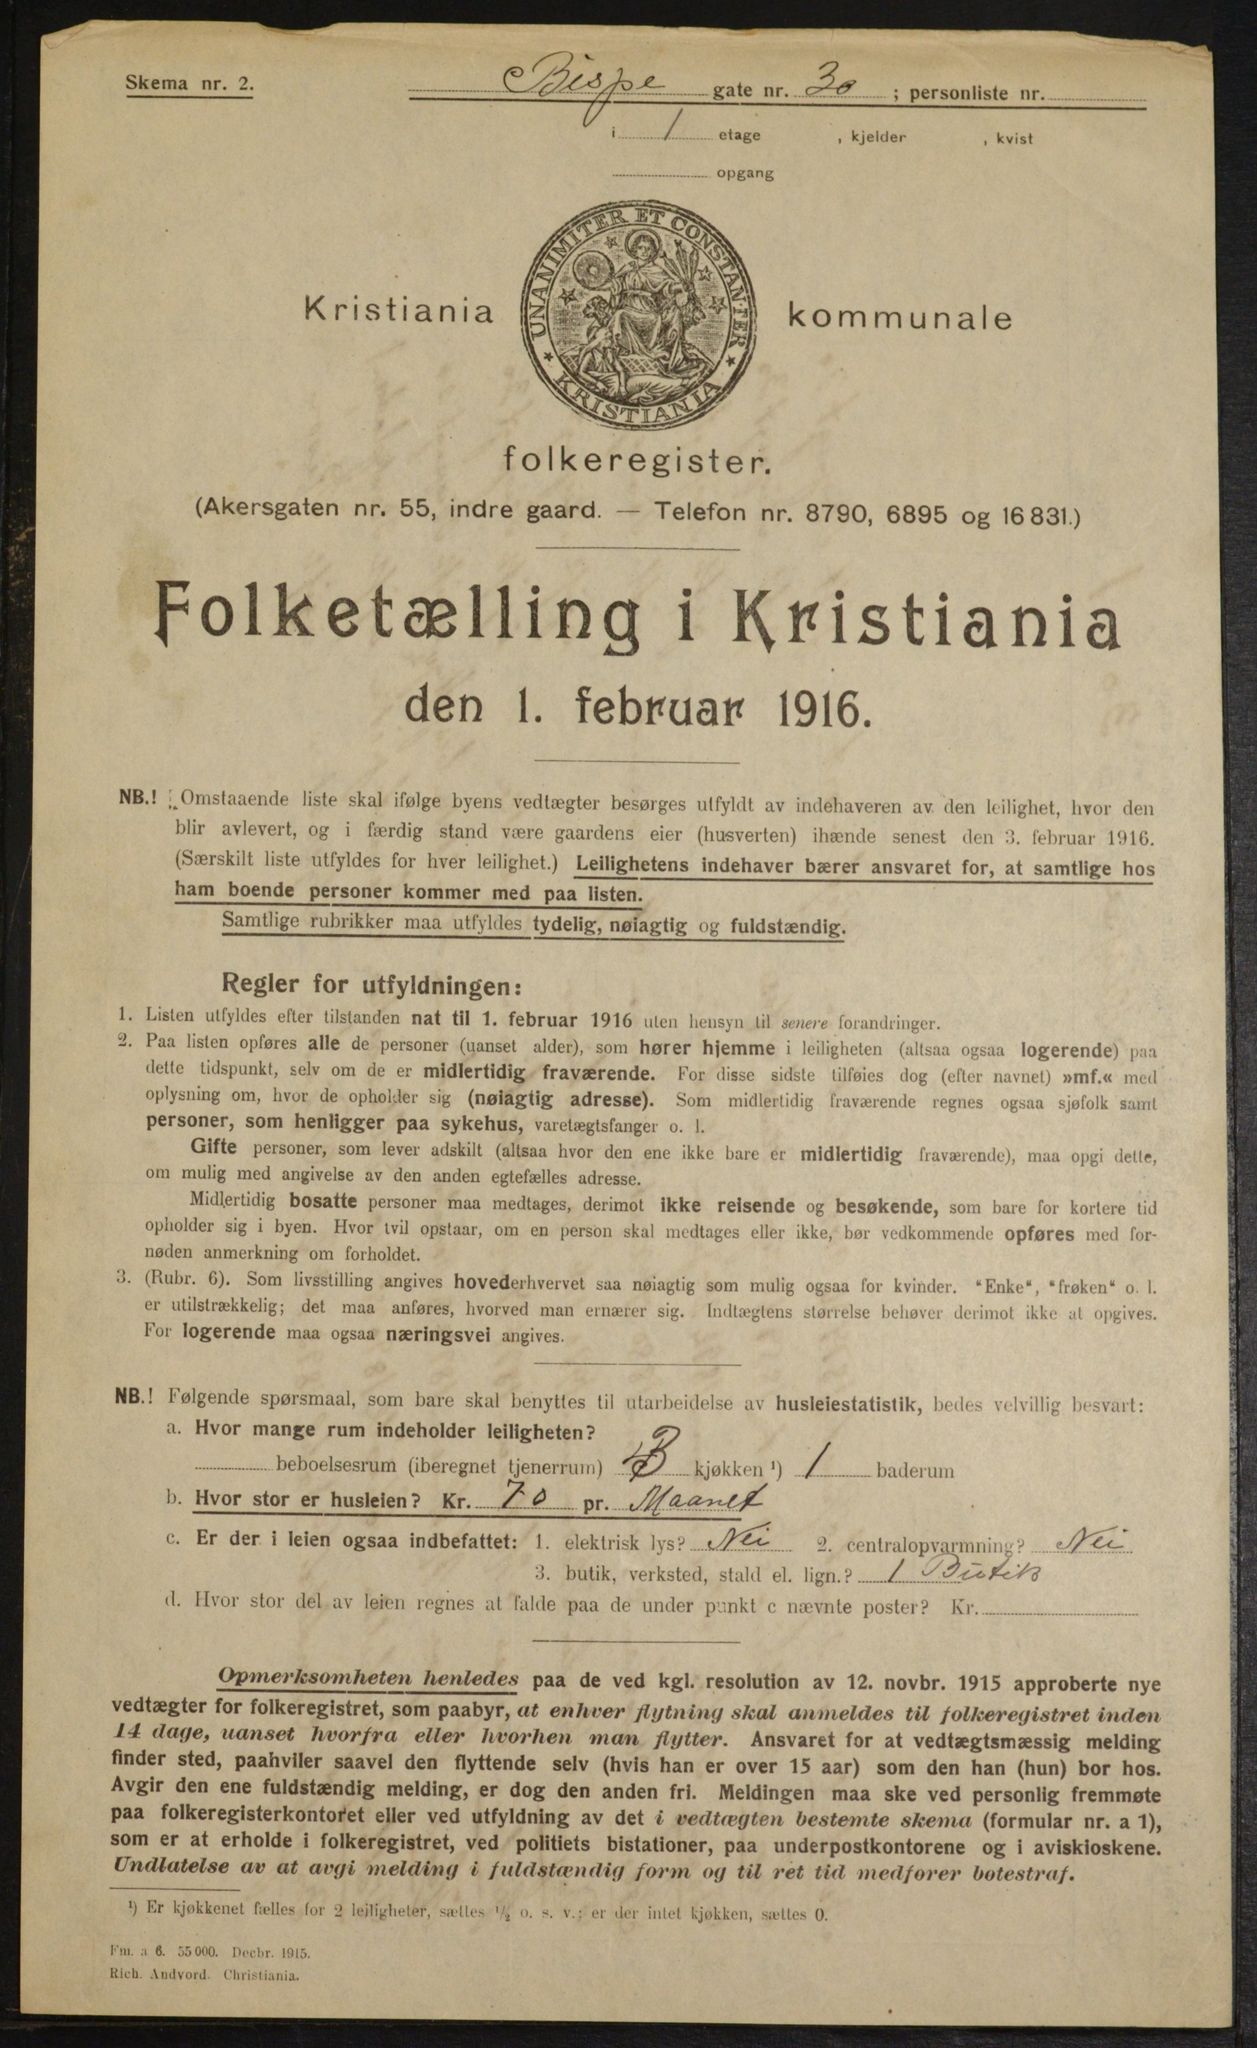 Skema nr. 2.
Bispe gate nr. 30; personliste nr.
i 1 etage , kjelder , kvist
opgang
UNANIMITER ET CONSTANTER
KRISTIANIA
Kristiania kommunale
folkeregister.
(Akersgaten nr. 55, indre gaard. — Telefon nr. 8790, 6895 og 16 831.)
Folketælling i Kristiania
den 1. februar 1916.
NB.! Omstaaende liste skal ifølge byens vedtægter besørges utfyldt av indehaveren av den leilighet, hvor den
blir avlevert, og i færdig stand være gaardens eier (husverten) ihænde senest den 3. februar 1916.
(Særskilt liste utfyldes for hver leilighet.) Leilighetens indehaver bærer ansvaret for, at samtlige hos
ham boende personer kommer med paa listen.
Samtlige rubrikker maa utfyldes tydelig, nøiagtig og fuldstændig.
Regler for utfyldningen:
1. Listen utfyldes efter tilstanden nat til 1. februar 1916 uten hensyn til senere forandringer.
2. Paa listen opføres alle de personer (uanset alder), som hører hjemme i leiligheten (altsaa ogsaa logerende) paa
dette tidspunkt, selv om de er midlertidig fraværende. For disse sidste tilføies dog (efter navnet) »mf.« med
oplysning om, hvor de opholder sig (nøiagtig adresse). Som midlertidig fraværende regnes ogsaa sjøfolk samt
personer, som henligger paa sykehus, varetægtsfanger o. l.
Gifte personer, som lever adskilt (altsaa hvor den ene ikke bare er midlertidig fraværende), maa opgi dette,
om mulig med angivelse av den anden egtefælles adresse.
Midlertidig bosatte personer maa medtages, derimot ikke reisende og besøkende, som bare for kortere tid
opholder sig i byen. Hvor tvil opstaar, om en person skal medtages eller ikke, bør vedkommende opføres med for-
nøden anmerkning om forholdet.
3. (Rubr. 6). Som livsstilling angives hovederhvervet saa nøiagtig som mulig ogsaa for kvinder. "Enke", "frøken" o. l.
er utilstrækkelig; det maa anføres, hvorved man ernærer sig. Indtægtens størrelse behøver derimot ikke at opgives.
For logerende maa ogsaa næringsvei angives.
NB.! Følgende spørsmaal, som bare skal benyttes til utarbeidelse av husleiestatistik, bedes velvillig besvart:
a. Hvor mange rum indeholder leiligheten?
beboelsesrum (iberegnet tjenerrum) 3 kjøkken ¹) 1 baderum
b. Hvor stor er husleien? Kr. 70 pr. Maanet
c. Er der i leien ogsaa indbefattet: 1. elektrisk lys? Nei 2. centralopvarmning? Nei
3. butik, verksted, stald el. lign.? 1 Butik
d. Hvor stor del av leien regnes at falde paa de under punkt c nævnte poster? Kr.
Opmerksomheten henledes paa de ved kgl. resolution av 12. novbr. 1915 approberte nye
vedtægter for folkeregistret, som paabyr, at enhver flytning skal anmeldes til folkeregistret inden
14 dage, uanset hvorfra eller hvorhen man flytter. Ansvaret for at vedtægtsmæssig melding
finder sted, paahviler saavel den flyttende selv (hvis han er over 15 aar) som den han (hun) bor hos.
Avgir den ene fuldstændig melding, er dog den anden fri. Meldingen maa ske ved personlig fremmøte
paa folkeregisterkontoret eller ved utfyldning av det i vedtægten bestemte skema (formular nr. a 1),
som er at erholde i folkeregistret, ved politiets bistationer, paa underpostkontorene og i aviskioskene.
Undlatelse av at avgi melding i fuldstændig form og til ret tid medfører bøtestraf.
¹) Er kjøkkenet fælles for 2 leiligheter, sættes ½ o. s. v.; er der intet kjøkken, sættes 0.
Fm. a 6. 55 000. Decbr. 1915.
Rich. Andvord. Christiania.